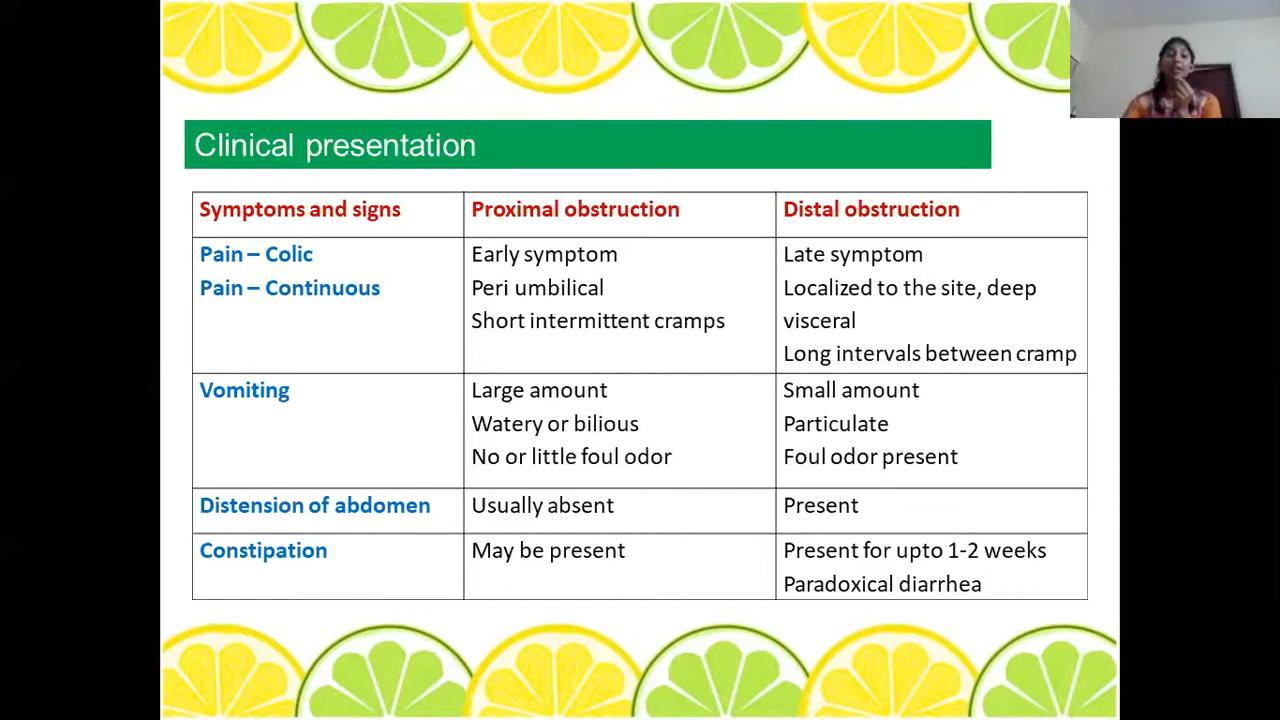 Clinical presentation
Symptoms and signs
Proximal obstruction
Distal obstruction
Pain – Colic
Pain – Continuous
Early symptom
Peri umbilical
Short intermittent cramps
Late symptom
Localized to the site, deep
visceral
Long intervals between cramp
Vomiting
Large amount
Watery or bilious
No or little foul odor
Small amount
Particulate
Foul odor present
Distension of abdomen
Usually absent
Present
Constipation
May be present
Present for upto 1-2 weeks
Paradoxical diarrhea